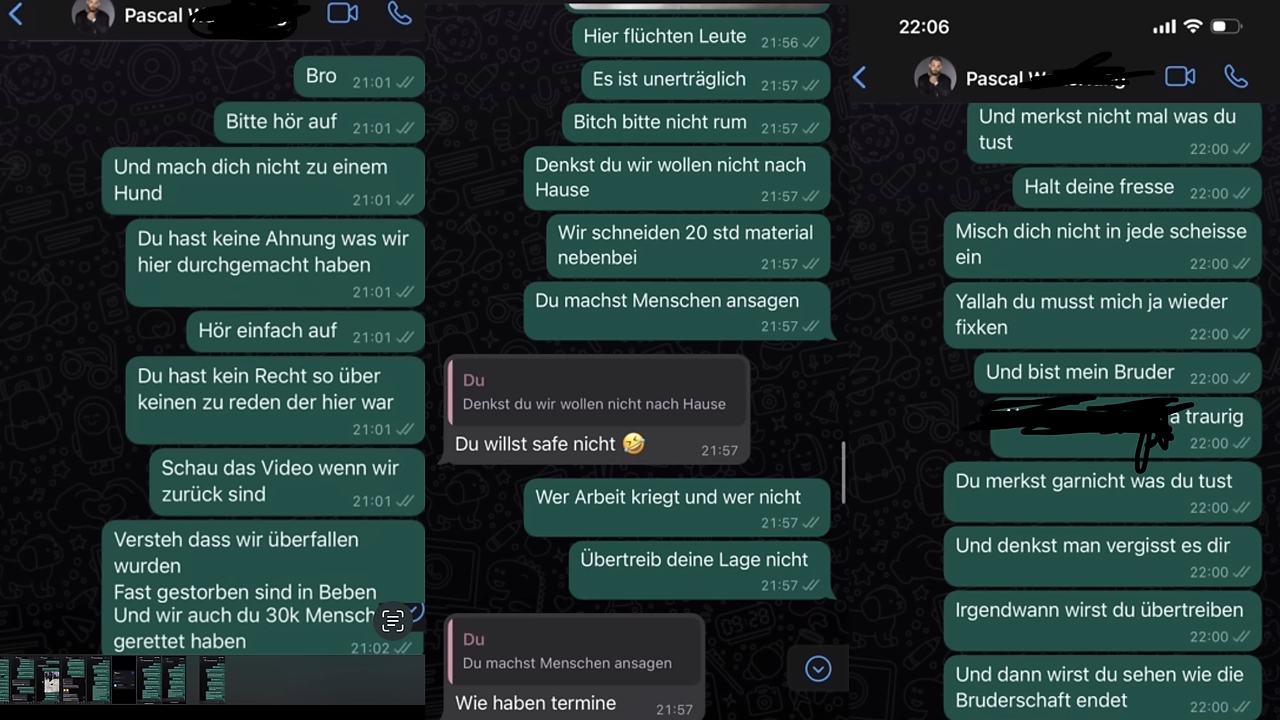 Pascal
Bro 21:01
Bitte hör auf 21:01
Und mach dich nicht zu einem
Hund 21:01
Du hast keine Ahnung was wir
hier durchgemacht haben
21:01
Hör einfach auf 21:01
Du hast kein Recht so über
keinen zu reden der hier war
21:01
Schau das Video wenn wir
zurück sind 21:01
Versteh dass wir überfallen
wurden
Fast gestorben sind in Beben
Und wir auch du 30k Mensch
gerettet haben 21:02
Hier flüchten Leute 21:56
Es ist unerträglich 21:57
Bitch bitte nicht rum 21:57
Denkst du wir wollen nicht nach
Hause 21:57
Wir schneiden 20 std material
nebenbei 21:57
Du machst Menschen ansagen
21:57
Du
Denkst du wir wollen nicht nach Hause
Du willst safe nicht 🤣 21:57
Wer Arbeit kriegt und wer nicht
21:57
Übertreib deine Lage nicht
21:57
Du
Du machst Menschen ansagen
Wie haben termine 21:57
22:06
Pascal
Und merkst nicht mal was du
tust 22:00
Halt deine fresse 22:00
Misch dich nicht in jede scheisse
ein 22:00
Yallah du musst mich ja wieder
fixken 22:00
Und bist mein Bruder 22:00
traurig
22:00
Du merkst garnicht was du tust
22:00
Und denkst man vergisst es dir
22:00
Irgendwann wirst du übertreiben
22:00
Und dann wirst du sehen wie die
Bruderschaft endet 22:00